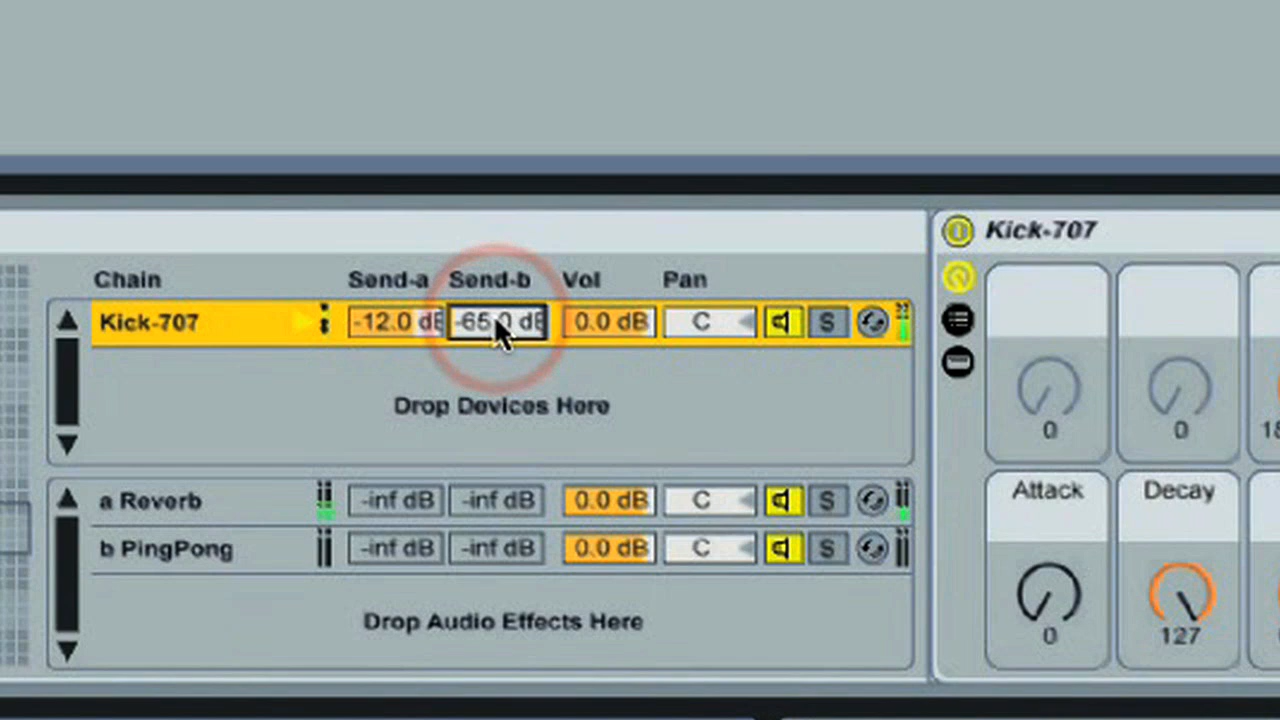 Kick-707
Chain Send-a Send-b Vol Pan
Kick-707 -12.0 dB -65.0 dB 0.0 dB C S
0 0
Drop Devices Here
a Reverb -inf dB -inf dB 0.0 dB C S
Attack Decay
b PingPong -inf dB -inf dB 0.0 dB C S
Drop Audio Effects Here
0 127